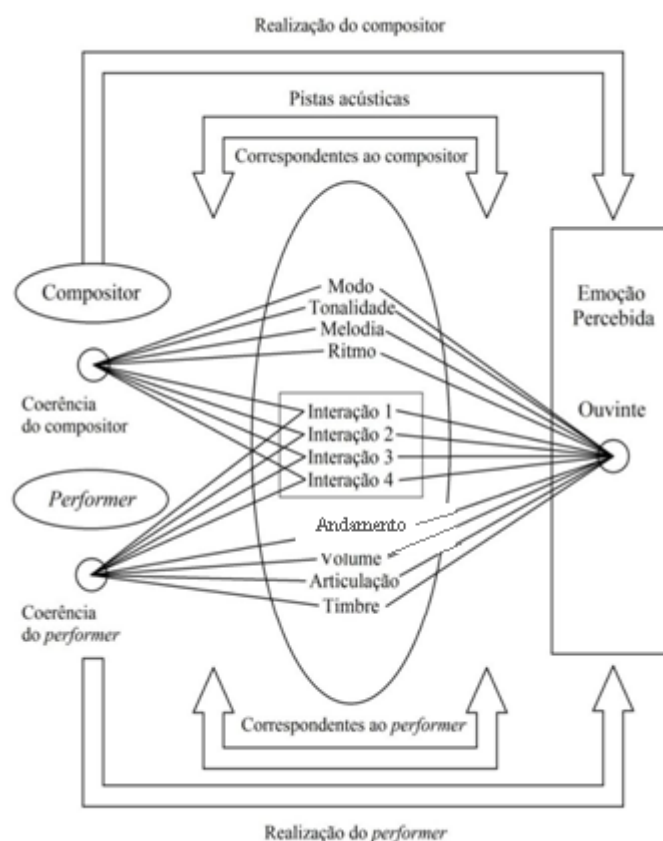 Realização do compositor
Pistas acústicas
Correspondentes ao compositor
Compositor
Coerência
do compositor
Performer
Coerência
do performer
Modo
Tonalidade
Melodia
Ritmo
Interação 1
Interação 2
Interação 3
Interação 4
Andamento
Volume
Articulação
Timbre
Emoção
Percebida
Ouvinte
Correspondentes ao performer
Realização do performer